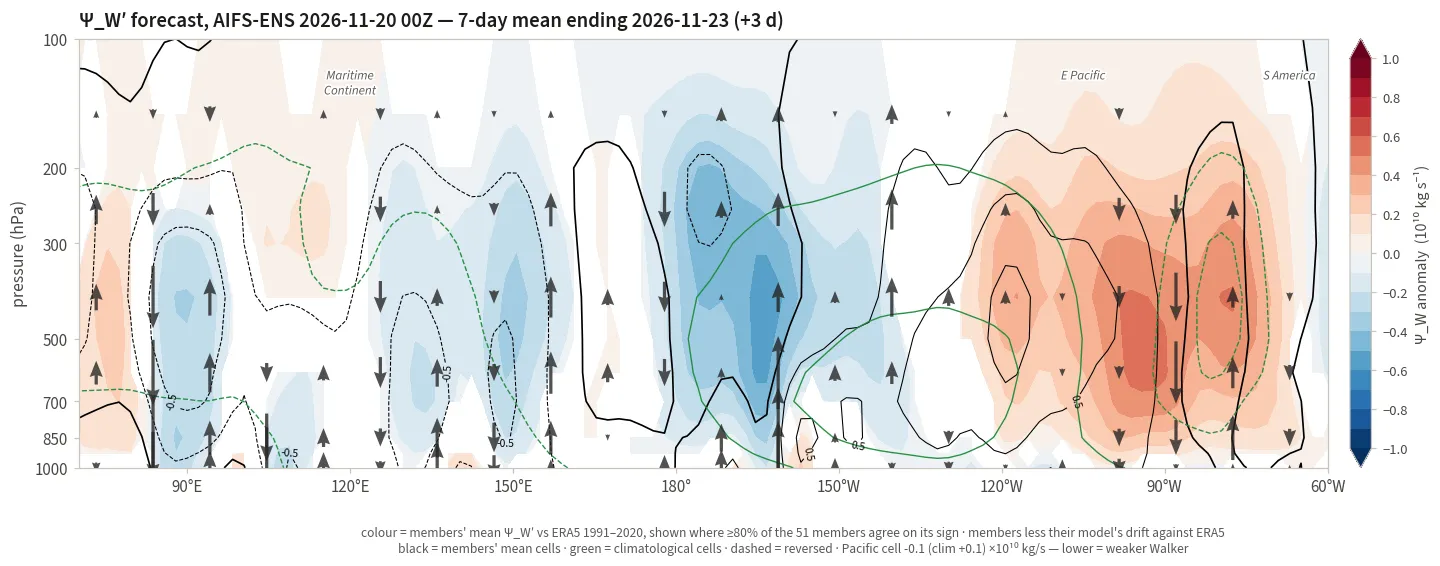 Ψ_W′ forecast, AIFS-ENS 2026-11-20 00Z — 7-day mean ending 2026-11-23 (+3 d)
100
200
300
400
500
700
850
1000
pressure (hPa)
Maritime
Continent
E Pacific
S America
-0.5
-0.5
-0.5
-0.5
0.5
0.5
0.5
90°E
120°E
150°E
180°
150°W
120°W
90°W
60°W
1.0
0.8
0.6
0.4
0.2
0.0
−0.2
−0.4
−0.6
−0.8
−1.0
Ψ_W anomaly (10¹⁰ kg s⁻¹)
colour = members' mean Ψ_W′ vs ERA5 1991–2020, shown where ≥80% of the 51 members agree on its sign · members less their model's drift against ERA5
black = members' mean cells · green = climatological cells · dashed = reversed · Pacific cell -0.1 (clim +0.1) ×10¹⁰ kg/s — lower = weaker Walker